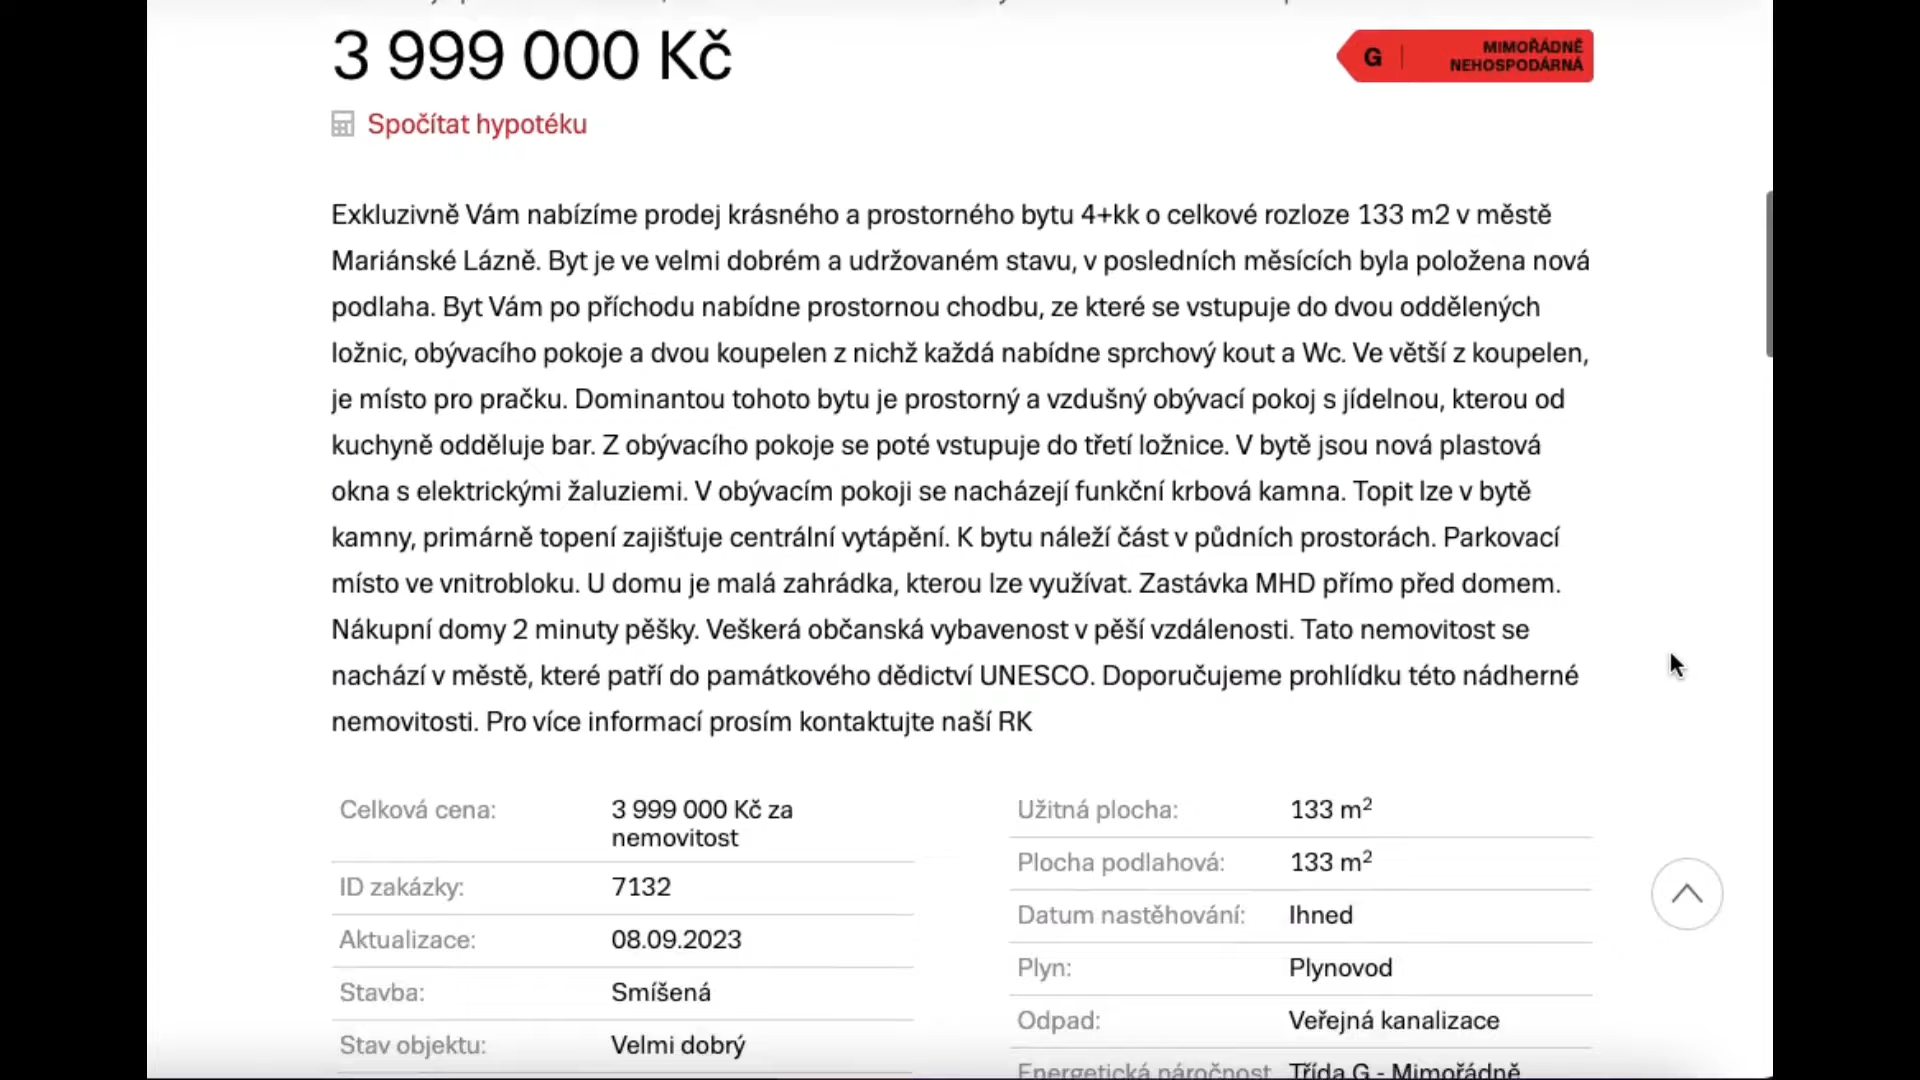 3 999 000 Kč
G
MIMOŘÁDNĚ
NEHOSPODÁRNÁ
Spočítat hypotéku
Exkluzivně Vám nabízíme prodej krásného a prostorného bytu 4+kk o celkové rozloze 133 m2 v městě
Mariánské Lázně. Byt je ve velmi dobrém a udržovaném stavu, v posledních měsících byla položena nová
podlaha. Byt Vám po příchodu nabídne prostornou chodbu, ze které se vstupuje do dvou oddělených
ložnic, obývacího pokoje a dvou koupelen z nichž každá nabídne sprchový kout a Wc. Ve větší z koupelen,
je místo pro pračku. Dominantou tohoto bytu je prostorný a vzdušný obývací pokoj s jídelnou, kterou od
kuchyně odděluje bar. Z obývacího pokoje se poté vstupuje do třetí ložnice. V bytě jsou nová plastová
okna s elektrickými žaluziemi. V obývacím pokoji se nacházejí funkční krbová kamna. Topit lze v bytě
kamny, primárně topení zajišťuje centrální vytápění. K bytu náleží část v půdních prostorách. Parkovací
místo ve vnitrobloku. U domu je malá zahrádka, kterou lze využívat. Zastávka MHD přímo před domem.
Nákupní domy 2 minuty pěšky. Veškerá občanská vybavenost v pěší vzdálenosti. Tato nemovitost se
nachází v městě, které patří do památkového dědictví UNESCO. Doporučujeme prohlídku této nádherné
nemovitosti. Pro více informací prosím kontaktujte naší RK
Celková cena: 3 999 000 Kč za
nemovitost
ID zakázky: 7132
Aktualizace: 08.09.2023
Stavba: Smíšená
Stav objektu: Velmi dobrý
Užitná plocha: 133 m²
Plocha podlahová: 133 m²
Datum nastěhování: Ihned
Plyn: Plynovod
Odpad: Veřejná kanalizace
Energetická náročnost Třída G - Mimořádně